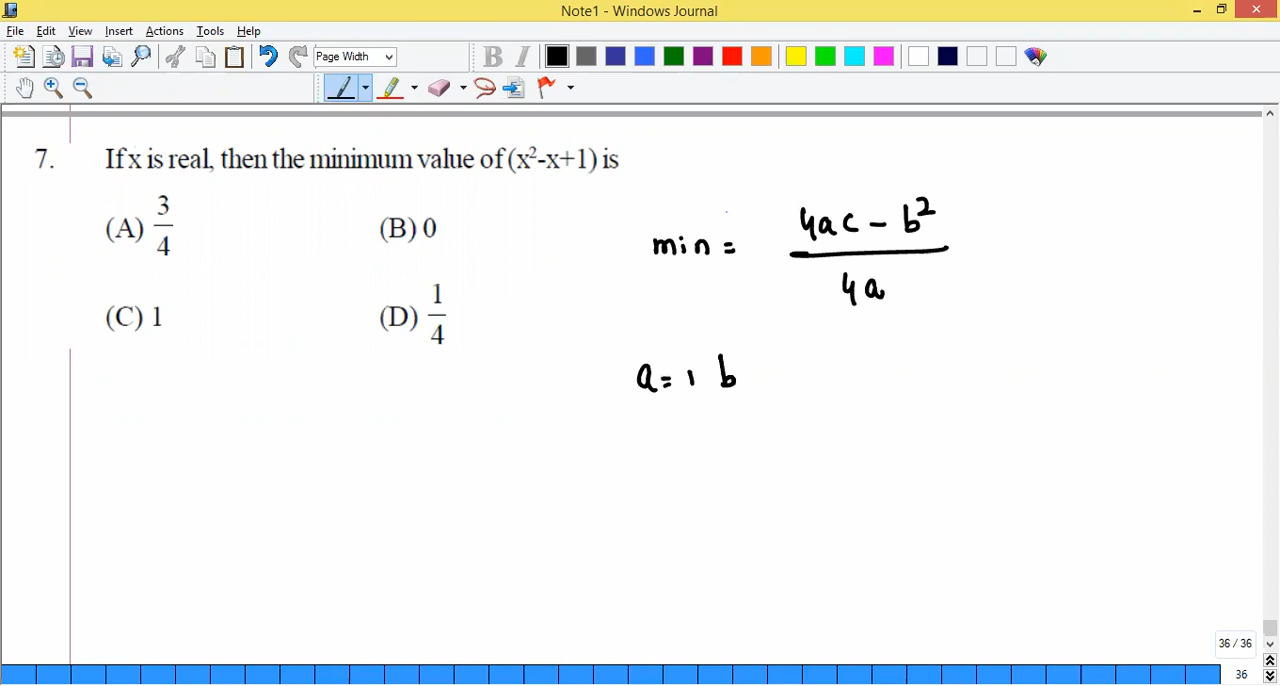 Note1 - Windows Journal
File Edit View Insert Actions Tools Help
Page Width
B I
7. If x is real, then the minimum value of (x²-x+1) is
(A) 3/4 (B) 0
(C) 1 (D) 1/4
min = 4ac - b²
4a
a = 1 b
36 / 36
36